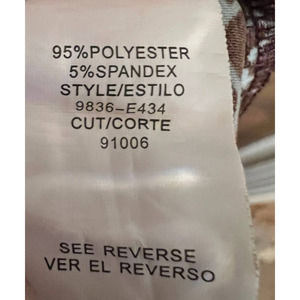 95%POLYESTER
5%SPANDEX
STYLE/ESTILO
9836-E434
CUT/CORTE
91006
SEE REVERSE
VER EL REVERSO